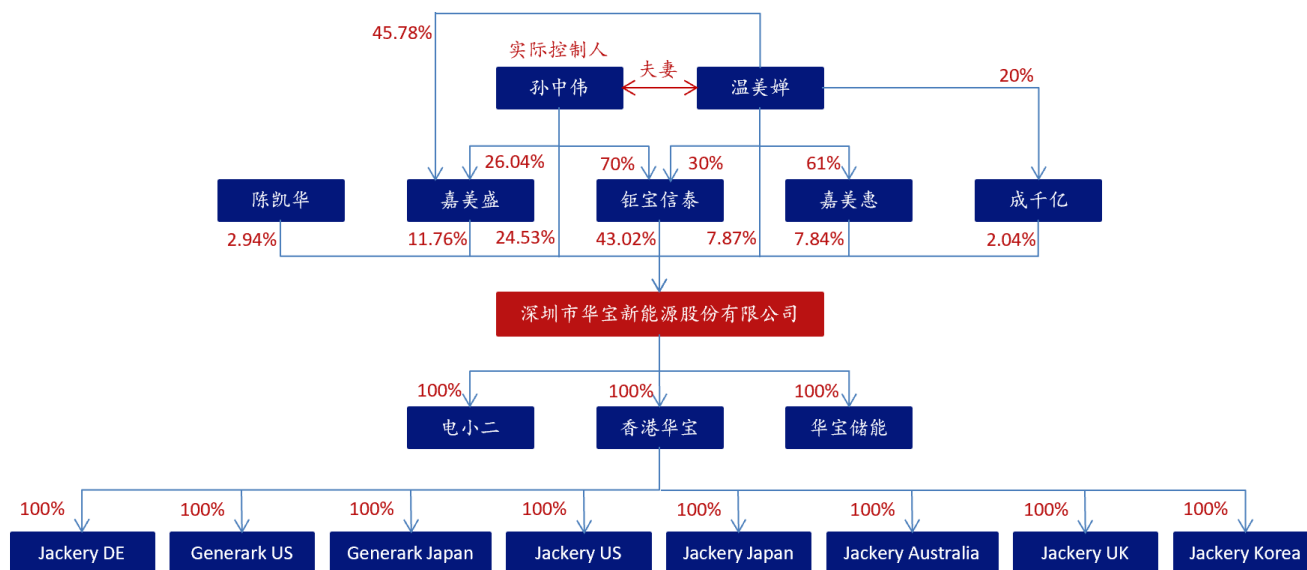 45.78%
实际控制人
夫妻
孙中伟
温美婵
20%
26.04%
70%
30%
61%
陈凯华
嘉美盛
钜宝信泰
嘉美惠
成千亿
2.94%
11.76%
24.53%
43.02%
7.87%
7.84%
2.04%
深圳市华宝新能源股份有限公司
100%
100%
100%
电小二
香港华宝
华宝储能
100%
100%
100%
100%
100%
100%
100%
100%
Jackery DE
Generark US
Generark Japan
Jackery US
Jackery Japan
Jackery Australia
Jackery UK
Jackery Korea